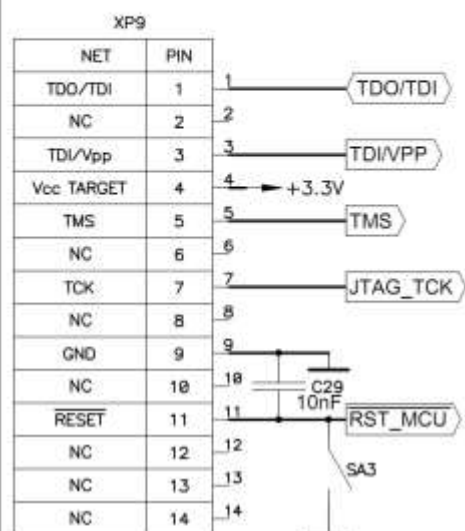 XP9
NET PIN
TDO/TDI 1 1 TDO/TDI
NC 2 2
TDI/Vpp 3 3 TDI/VPP
Vcc TARGET 4 4 +3.3V
TMS 5 5 TMS
NC 6 6
TCK 7 7 JTAG_TCK
NC 8 8
GND 9 9
NC 10 10 C29
10nF
RESET 11 11 RST_MCU
NC 12 12
SA3
NC 13 13
NC 14 14